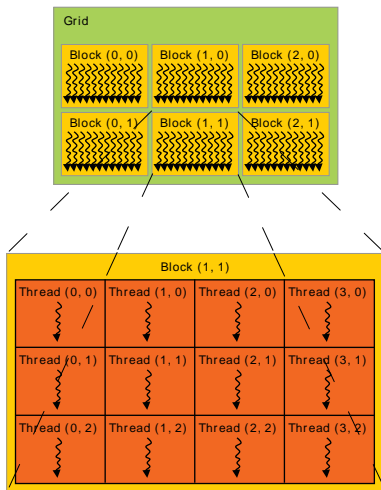 Grid
Block (0, 0) Block (1, 0) Block (2, 0)
Block (0, 1) Block (1, 1) Block (2, 1)
Block (1, 1)
Thread (0, 0) Thread (1, 0) Thread (2, 0) Thread (3, 0)
Thread (0, 1) Thread (1, 1) Thread (2, 1) Thread (3, 1)
Thread (0, 2) Thread (1, 2) Thread (2, 2) Thread (3, 2)